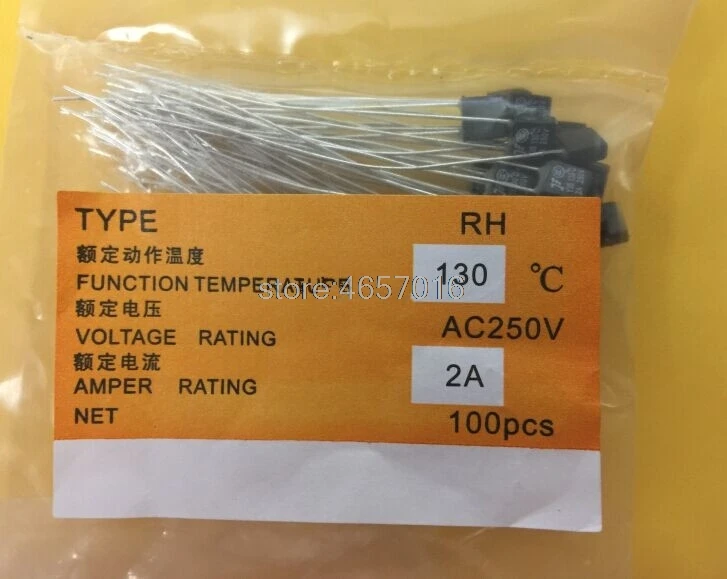 TYPE RH
额定动作温度
FUNCTION TEMPERATURE 130 ℃
store: 4657016
额定电压
VOLTAGE RATING AC250V
额定电流
AMPER RATING 2A
NET 100pcs